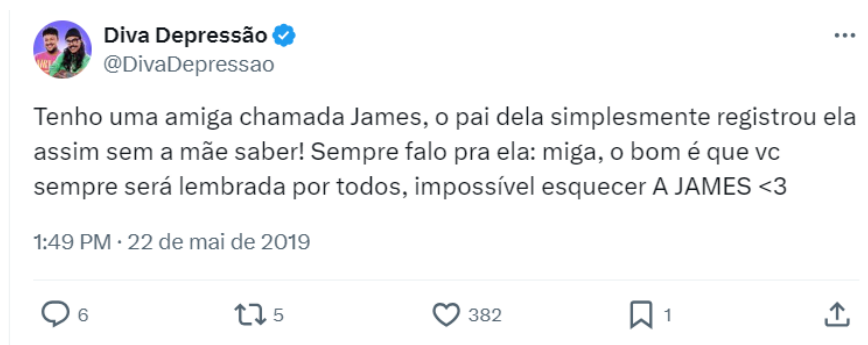 Diva Depressão
@DivaDepressao
Tenho uma amiga chamada James, o pai dela simplesmente registrou ela
assim sem a mãe saber! Sempre falo pra ela: miga, o bom é que vc
sempre será lembrada por todos, impossível esquecer A JAMES <3
1:49 PM · 22 de mai de 2019
6 5 382 1